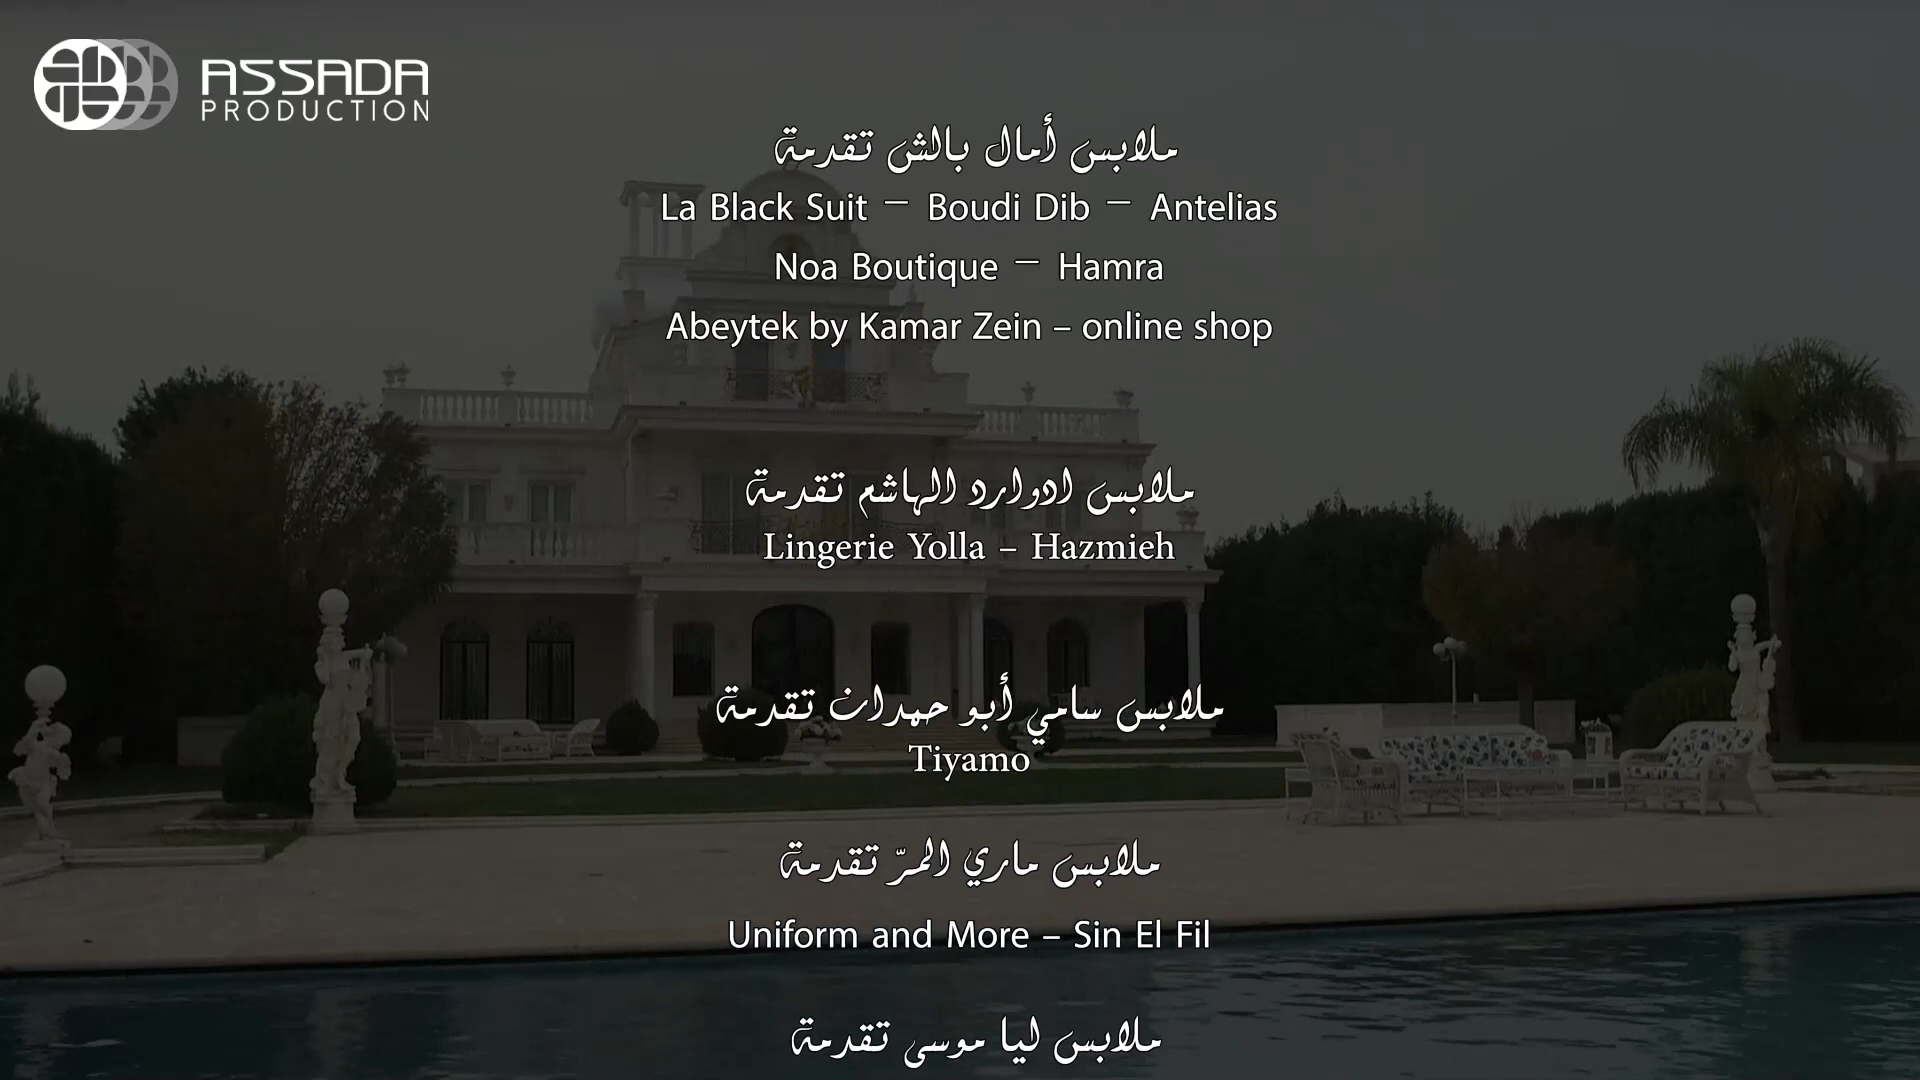 ASSADA
PRODUCTION
ملابس أمال بالش تقدمة
La Black Suit – Boudi Dib – Antelias
Noa Boutique – Hamra
Abeytek by Kamar Zein – online shop
ملابس ادوارد الهاشم تقدمة
Lingerie Yolla – Hazmieh
ملابس سامي أبو حمدان تقدمة
Tiyamo
ملابس ماري المرّ تقدمة
Uniform and More – Sin El Fil
ملابس ليا موسى تقدمة